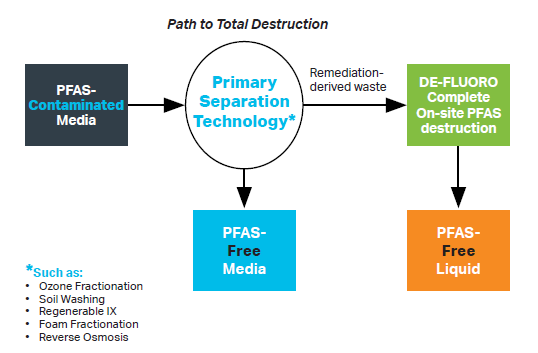 Path to Total Destruction
PFAS-
Contaminated
Media
Primary
Separation
Technology*
Remediation-
derived waste
DE-FLUORO
Complete
On-site PFAS
destruction
PFAS-
Free
Media
PFAS-
Free
Liquid
*Such as:
• Ozone Fractionation
• Soil Washing
• Regenerable IX
• Foam Fractionation
• Reverse Osmosis